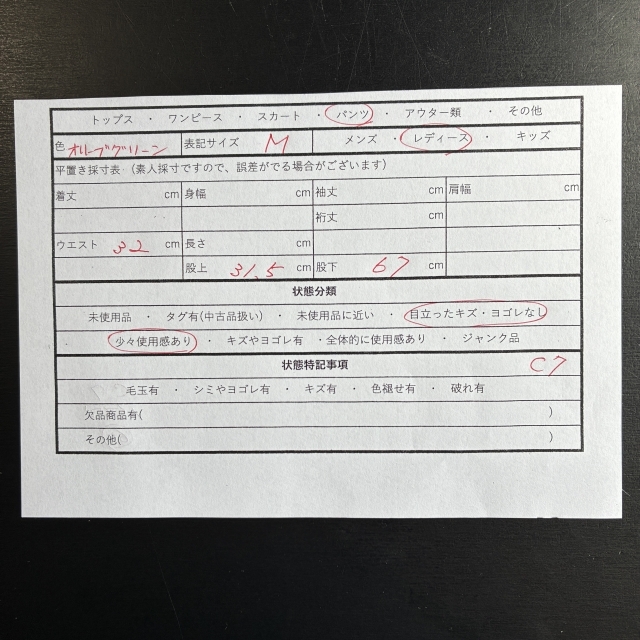 トップス ・ ワンピース ・ スカート ・ パンツ ・ アウター類 ・ その他
色 オリーブグリーン 表記サイズ M メンズ ・ レディース ・ キッズ
平置き採寸表（素人採寸ですので、誤差がでる場合がございます）
着丈 cm 身幅 cm 袖丈 cm 肩幅 cm
裄丈 cm
ウエスト 32 cm 長さ cm
股上 31.5 cm 股下 67 cm
状態分類
未使用品 ・ タグ有(中古品扱い) ・ 未使用品に近い ・ 目立ったキズ・ヨゴレなし
少々使用感あり ・ キズやヨゴレ有 ・全体的に使用感あり ・ ジャンク品
状態特記事項 C7
毛玉有 ・ シミやヨゴレ有 ・ キズ有 ・ 色褪せ有 ・ 破れ有
欠品商品有( )
その他( )